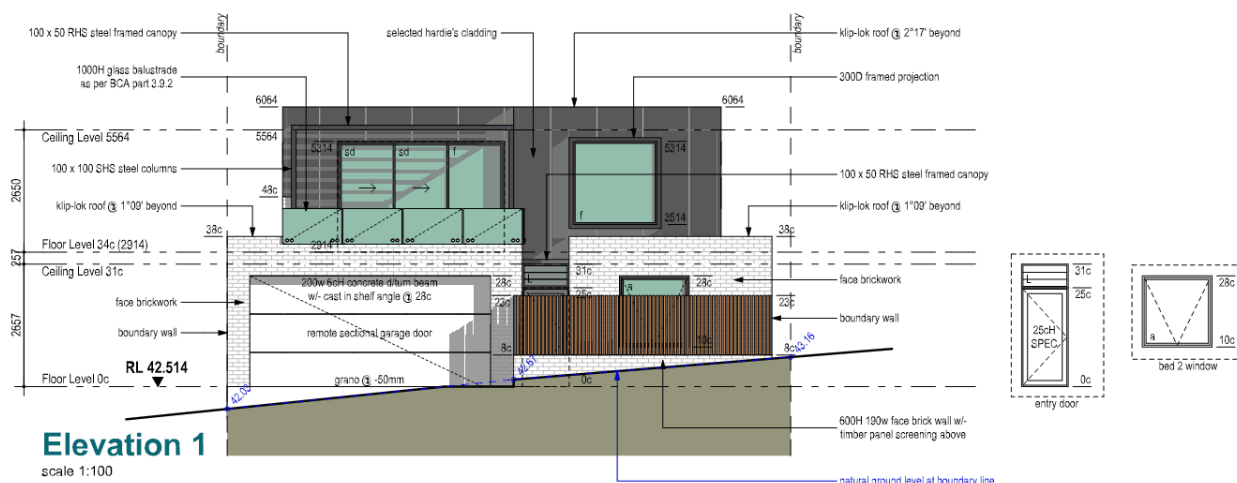 boundary
boundary
100 x 50 RHS steel framed canopy
selected hardie's cladding
klip-lok roof @ 2°17' beyond
1000H glass balustrade
as per BCA part 3.9.2
300D framed projection
6064
6064
Ceiling Level 5564
5564
5314
sd
sd
f
5314
100 x 100 SHS steel columns
100 x 50 RHS steel framed canopy
2650
48c
klip-lok roof @ 1°09' beyond
klip-lok roof @ 1°09' beyond
f
3514
38c
38c
Floor Level 34c (2914)
2914
257
Ceiling Level 31c
31c
L
200w 6cH concrete d/turn beam
w/- cast in shelf angle @ 28c
28c
25c
23c
a
28c
23c
face brickwork
face brickwork
boundary wall
boundary wall
remote sectional garage door
2657
8c
10c
8c
43.16
42.67
RL 42.514
Floor Level 0c
grano @ -50mm
0c
42.03
600H 190w face brick wall w/-
timber panel screening above
natural ground level at boundary line
Elevation 1
scale 1:100
L
31c
25c
25cH
SPEC
0c
entry door
28c
a
10c
bed 2 window